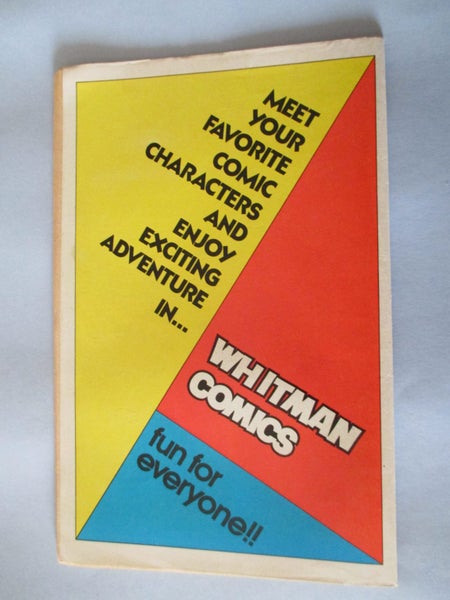 MEET
YOUR
FAVORITE
COMIC
CHARACTERS
AND
ENJOY
EXCITING
ADVENTURE
IN...
WHITMAN
COMICS
fun for
everyone!!